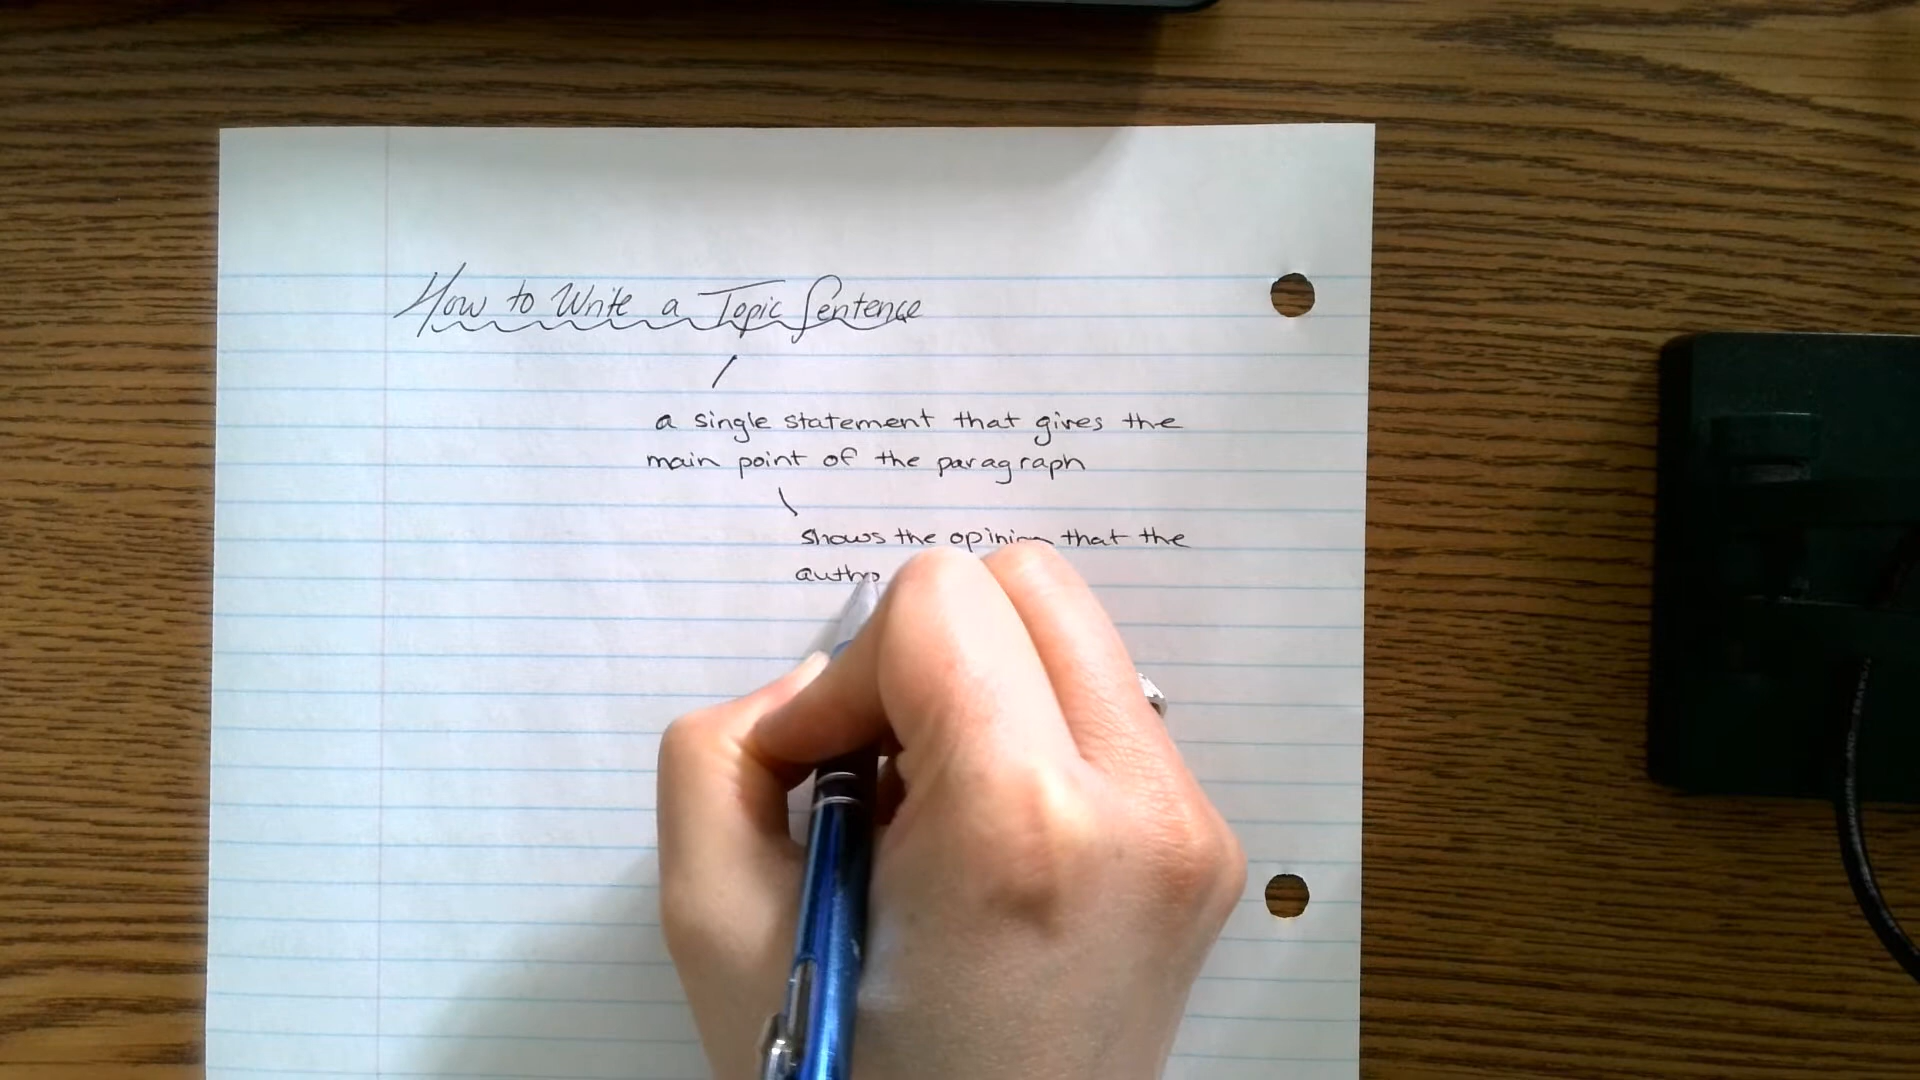 How to Write a Topic Sentence
a single statement that gives the
main point of the paragraph
shows the that the